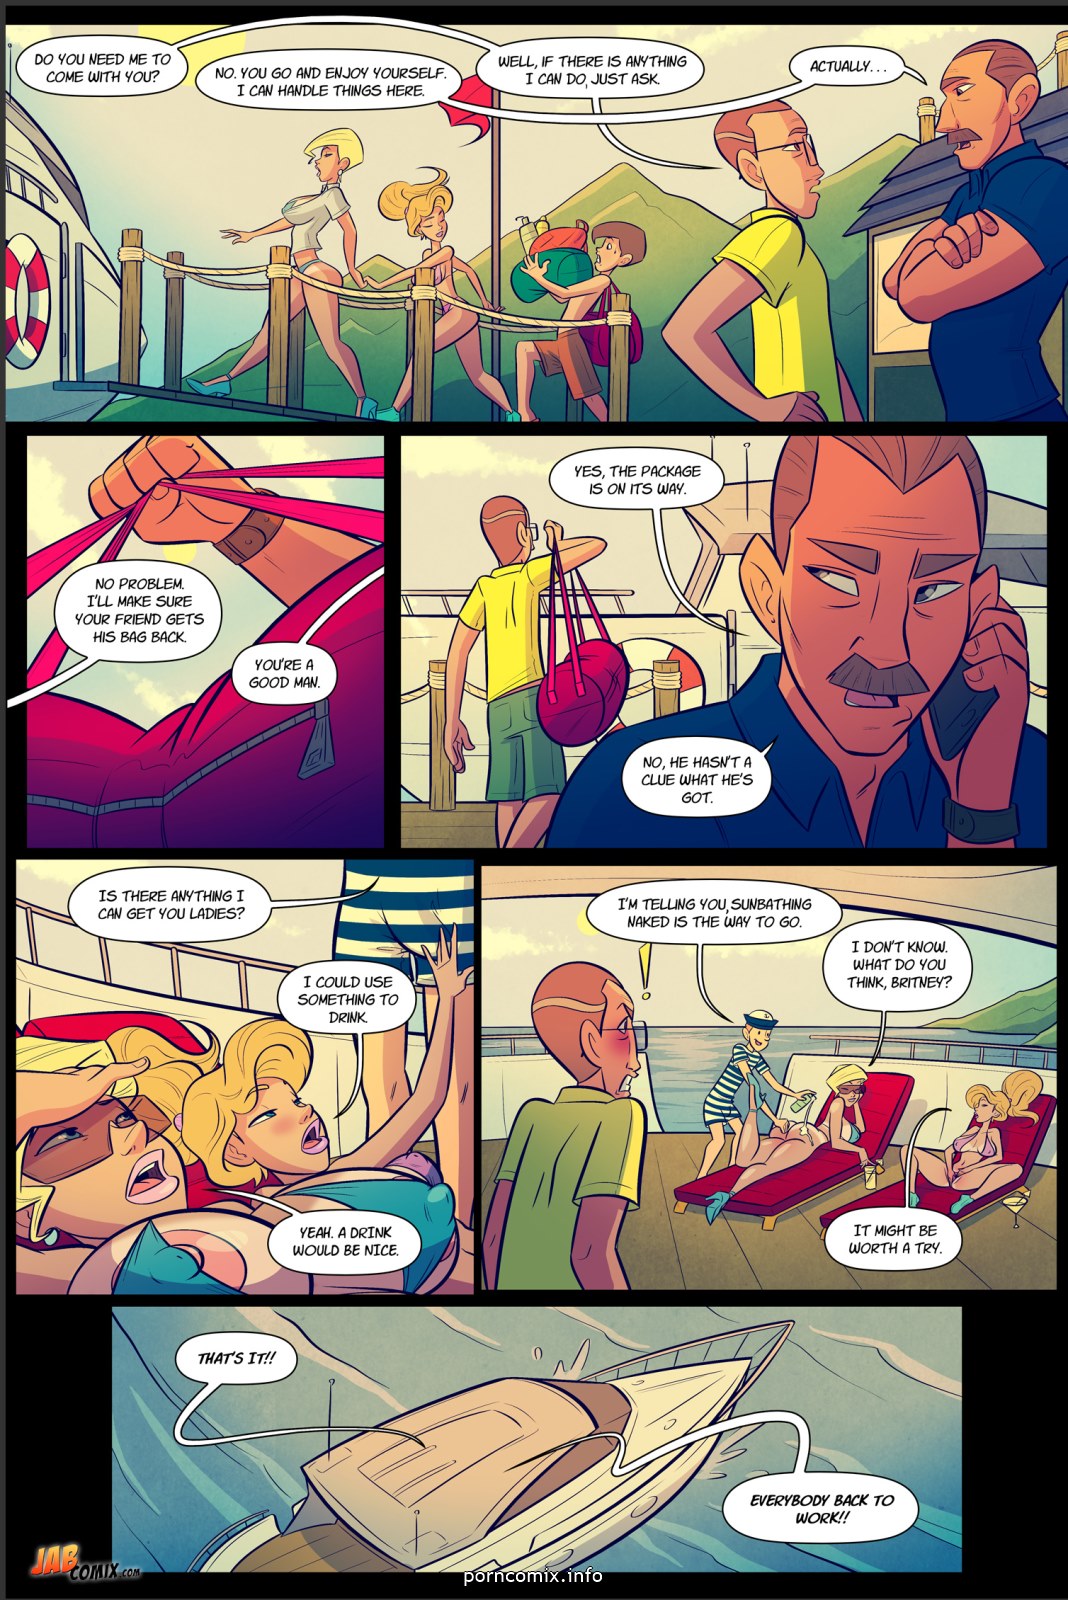 DO YOU NEED ME TO
COME WITH YOU?
NO. YOU GO AND ENJOY YOURSELF.
I CAN HANDLE THINGS HERE.
WELL, IF THERE IS ANYTHING
I CAN DO, JUST ASK.
ACTUALLY...
NO PROBLEM.
I'LL MAKE SURE
YOUR FRIEND GETS
HIS BAG BACK.
YOU'RE A
GOOD MAN.
YES, THE PACKAGE
IS ON ITS WAY.
NO, HE HASN'T A
CLUE WHAT HE'S
GOT.
IS THERE ANYTHING I
CAN GET YOU LADIES?
I COULD USE
SOMETHING TO
DRINK.
YEAH. A DRINK
WOULD BE NICE.
I'M TELLING YOU, SUNBATHING
NAKED IS THE WAY TO GO.
!
I DON'T KNOW.
WHAT DO YOU
THINK, BRITNEY?
IT MIGHT BE
WORTH A TRY.
THAT'S IT!!
EVERYBODY BACK TO
WORK!!
JAB
COMIX.com
porncomix.info